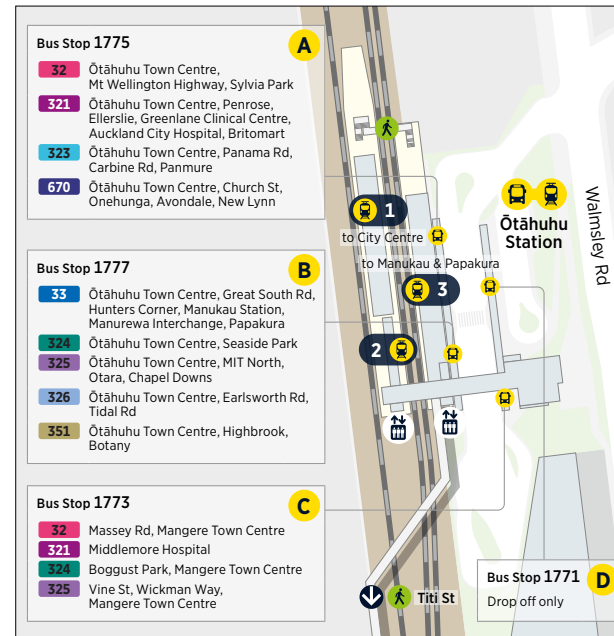 Bus Stop 1775
A
32 Ōtāhuhu Town Centre,
Mt Wellington Highway, Sylvia Park
321 Ōtāhuhu Town Centre, Penrose,
Ellerslie, Greenlane Clinical Centre,
Auckland City Hospital, Britomart
323 Ōtāhuhu Town Centre, Panama Rd,
Carbine Rd, Panmure
670 Ōtāhuhu Town Centre, Church St,
Onehunga, Avondale, New Lynn
Bus Stop 1777
B
33 Ōtāhuhu Town Centre, Great South Rd,
Hunters Corner, Manukau Station,
Manurewa Interchange, Papakura
324 Ōtāhuhu Town Centre, Seaside Park
325 Ōtāhuhu Town Centre, MIT North,
Otara, Chapel Downs
326 Ōtāhuhu Town Centre, Earlsworth Rd,
Tidal Rd
351 Ōtāhuhu Town Centre, Highbrook,
Botany
Bus Stop 1773
C
32 Massey Rd, Mangere Town Centre
321 Middlemore Hospital
324 Boggust Park, Mangere Town Centre
325 Vine St, Wickman Way,
Mangere Town Centre
1
to City Centre
to Manukau & Papakura
3
2
Ōtāhuhu
Station
Walmsley Rd
Titi St
Bus Stop 1771
D
Drop off only